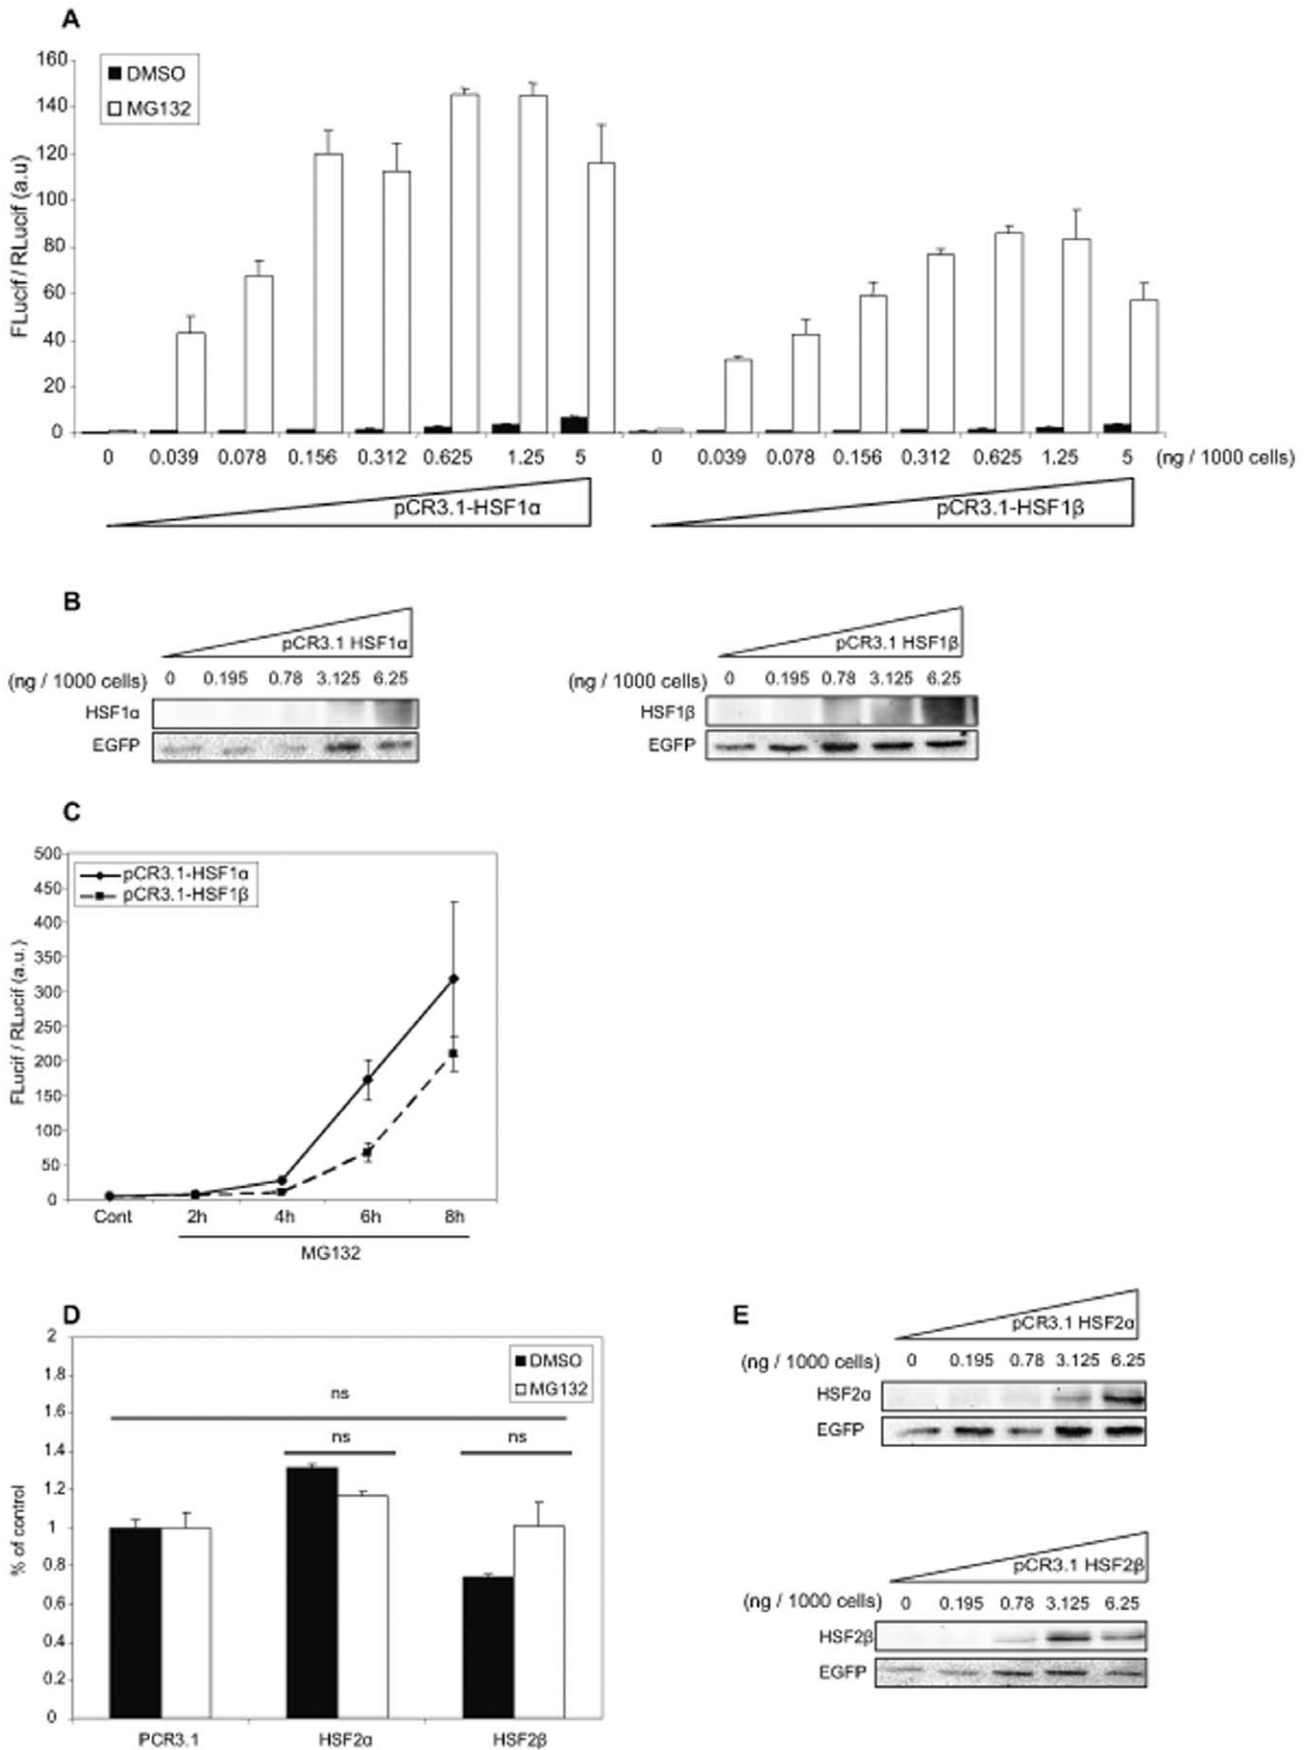 A
160
140
120
100
80
60
40
20
0
FLucif / RLucif (a.u)
DMSO
MG132
0 0.039 0.078 0.156 0.312 0.625 1.25 5 0 0.039 0.078 0.156 0.312 0.625 1.25 5 (ng / 1000 cells)
pCR3.1-HSF1α pCR3.1-HSF1β
B
pCR3.1 HSF1α
(ng / 1000 cells) 0 0.195 0.78 3.125 6.25
HSF1α
EGFP
pCR3.1 HSF1β
(ng / 1000 cells) 0 0.195 0.78 3.125 6.25
HSF1β
EGFP
C
500
450
400
350
300
250
200
150
100
50
0
FLucif / RLucif (a.u.)
pCR3.1-HSF1α
pCR3.1-HSF1β
Cont 2h 4h 6h 8h
MG132
D
2
1.8
1.6
1.4
1.2
1
0.8
0.6
0.4
0.2
0
% of control
DMSO
MG132
ns
ns ns
PCR3.1 HSF2α HSF2β
E
pCR3.1 HSF2α
(ng / 1000 cells) 0 0.195 0.78 3.125 6.25
HSF2α
EGFP
pCR3.1 HSF2β
(ng / 1000 cells) 0 0.195 0.78 3.125 6.25
HSF2β
EGFP